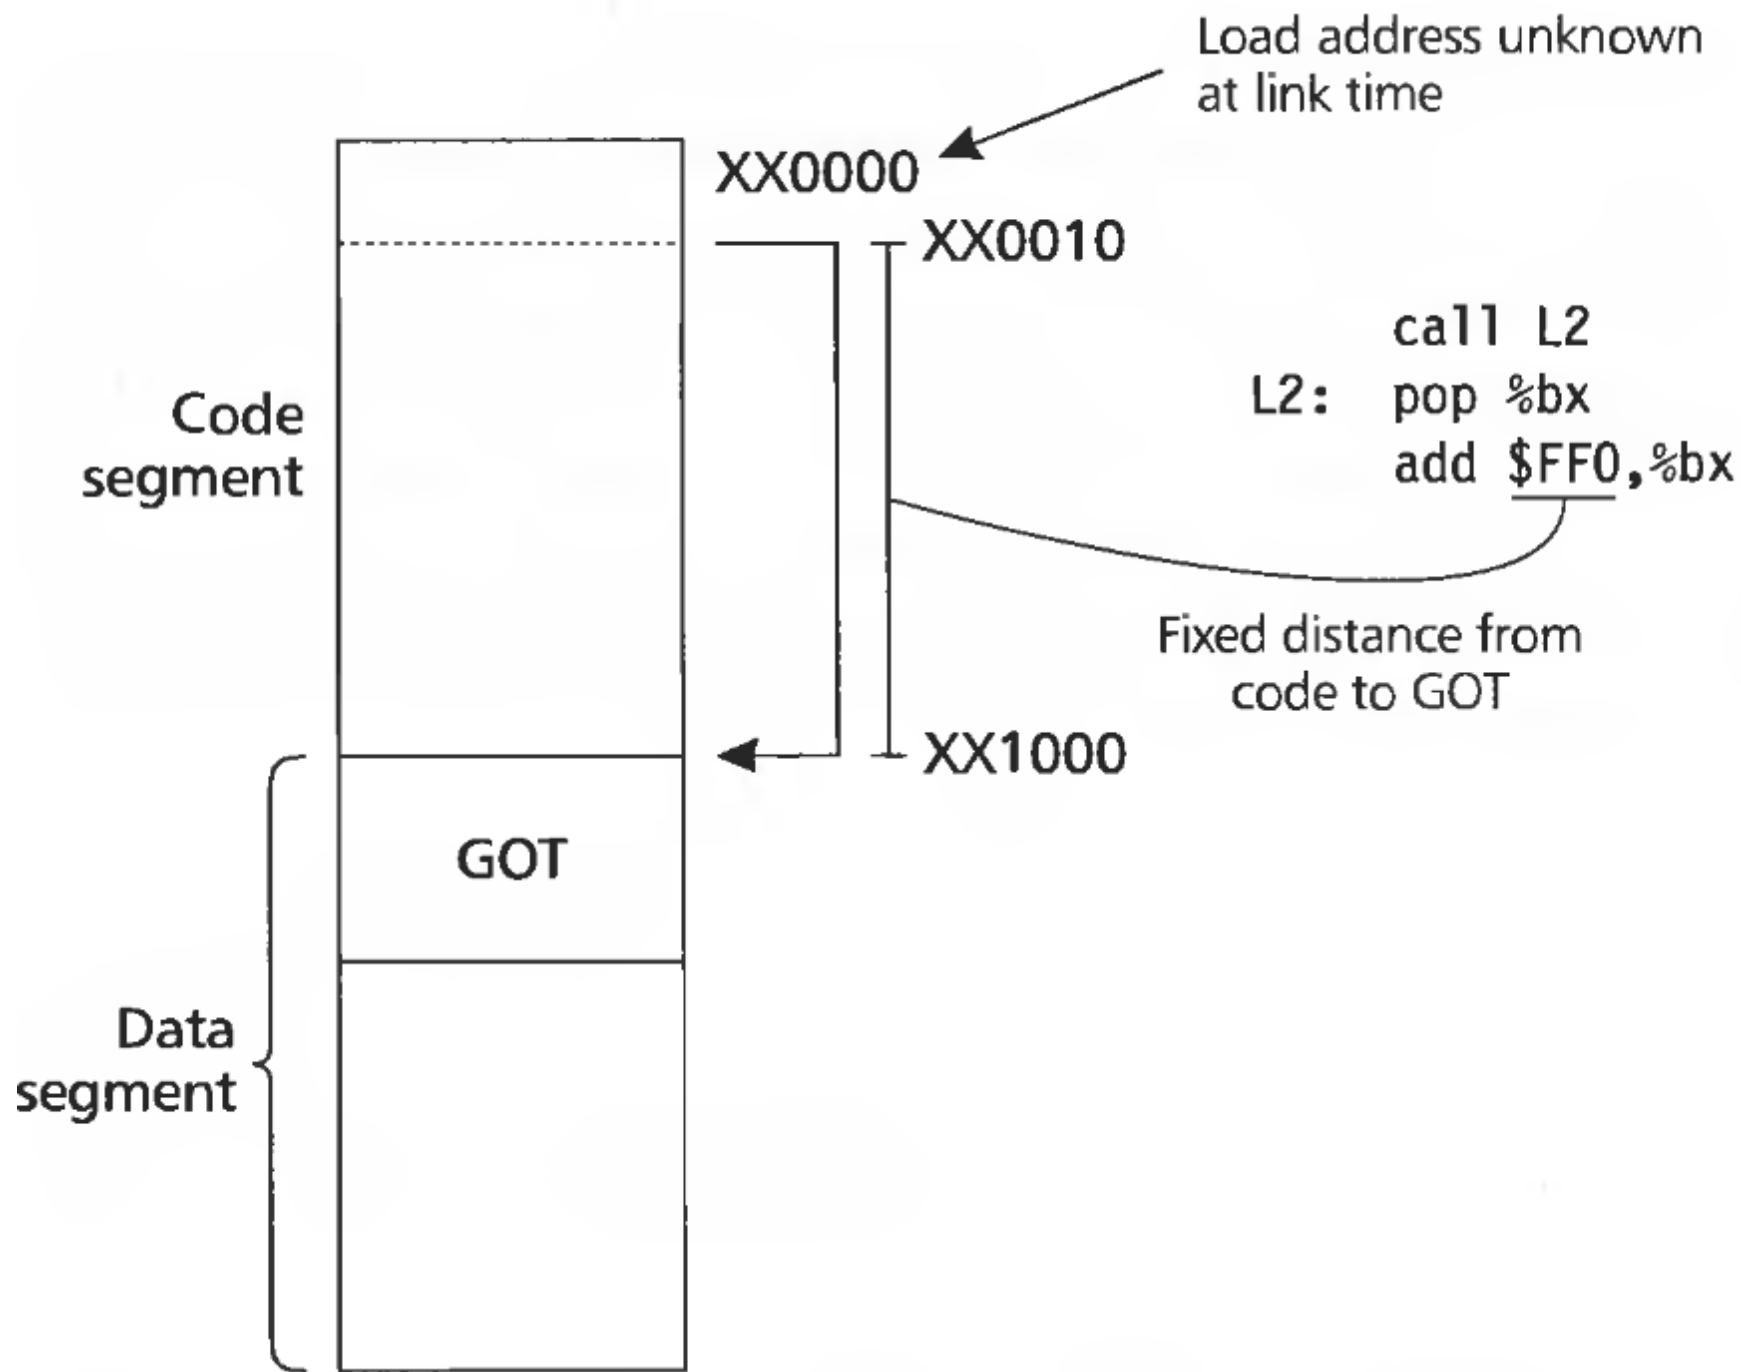 Load address unknown
at link time
XX0000
XX0010
call L2
L2: pop %bx
add $FF0,%bx
Code
segment
Fixed distance from
code to GOT
XX1000
GOT
Data
segment